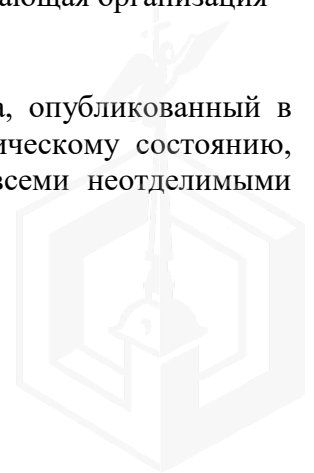 ающая организация
а, опубликованный в
ическому состоянию,
всеми неотделимыми